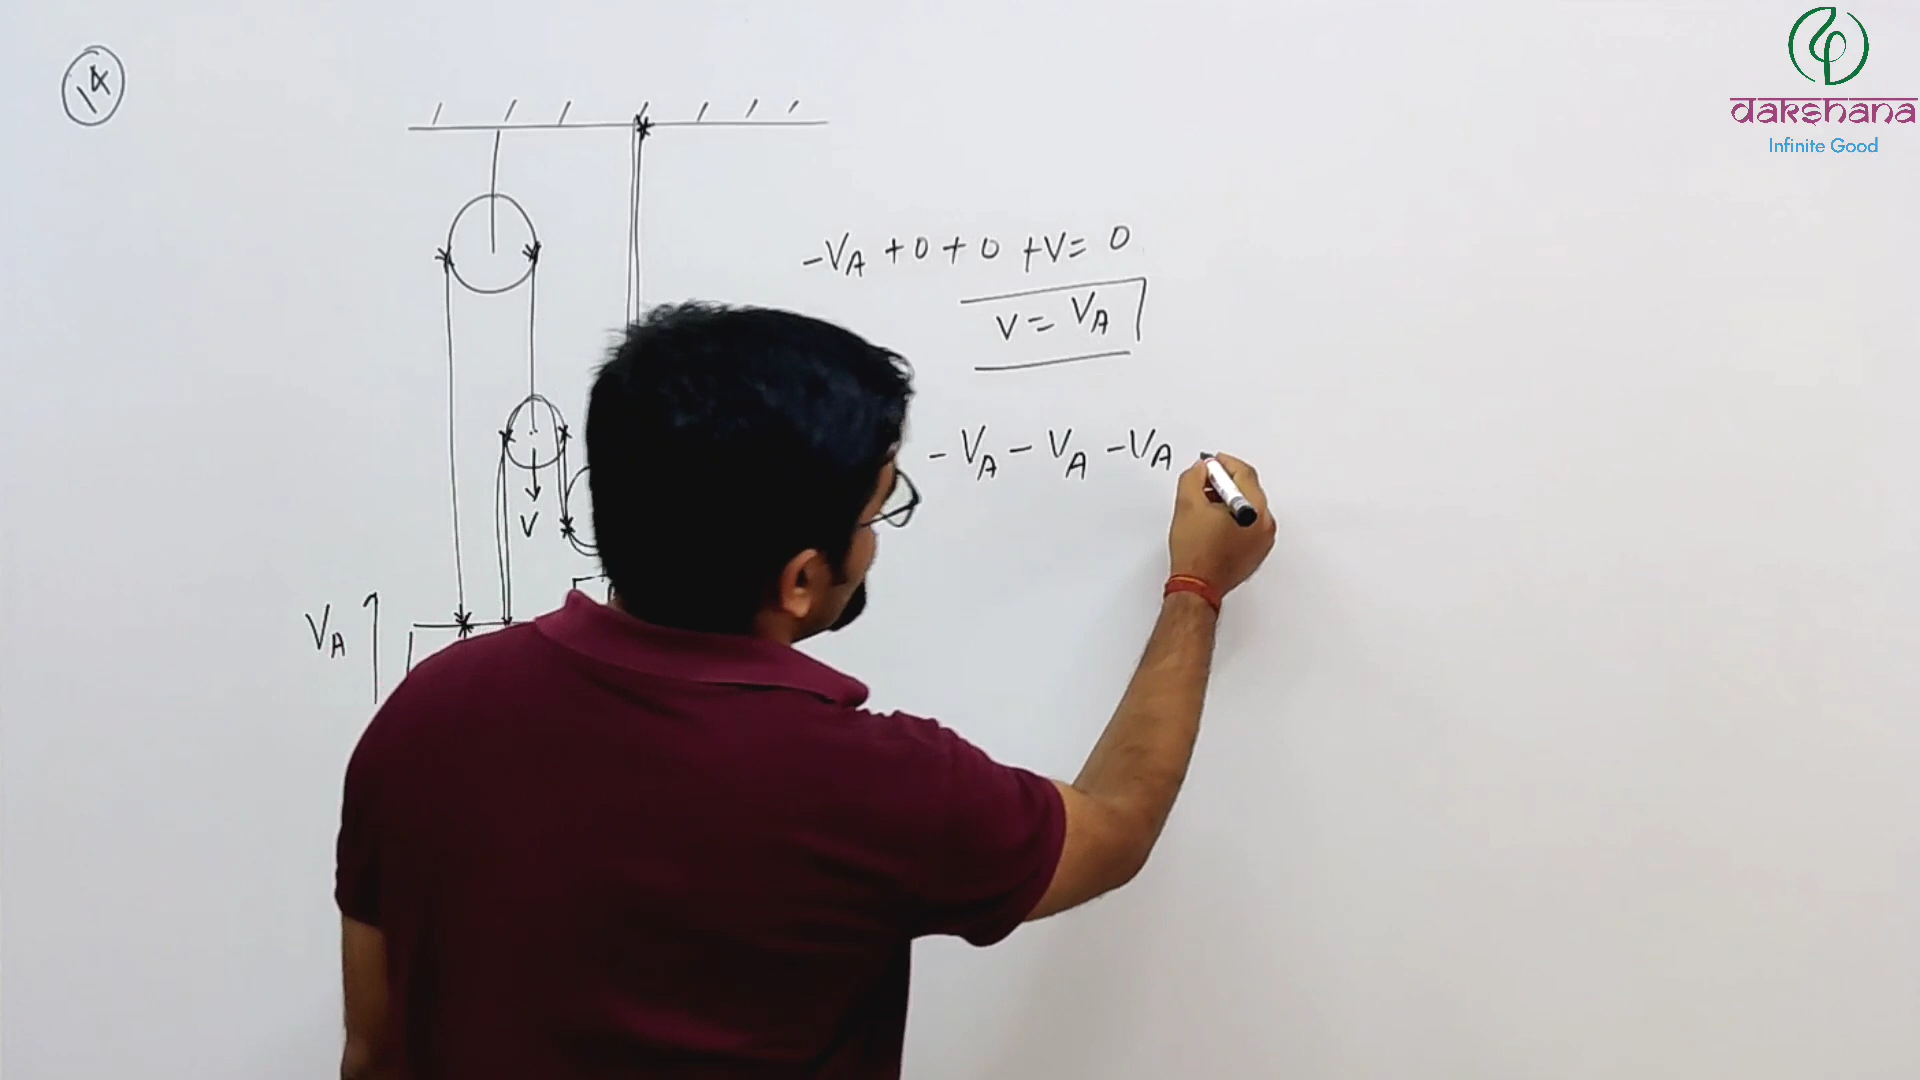 14
dakshana
Infinite Good
-VA + 0 + 0 + V = 0
V = VA
- VA - VA - VA
V
VA